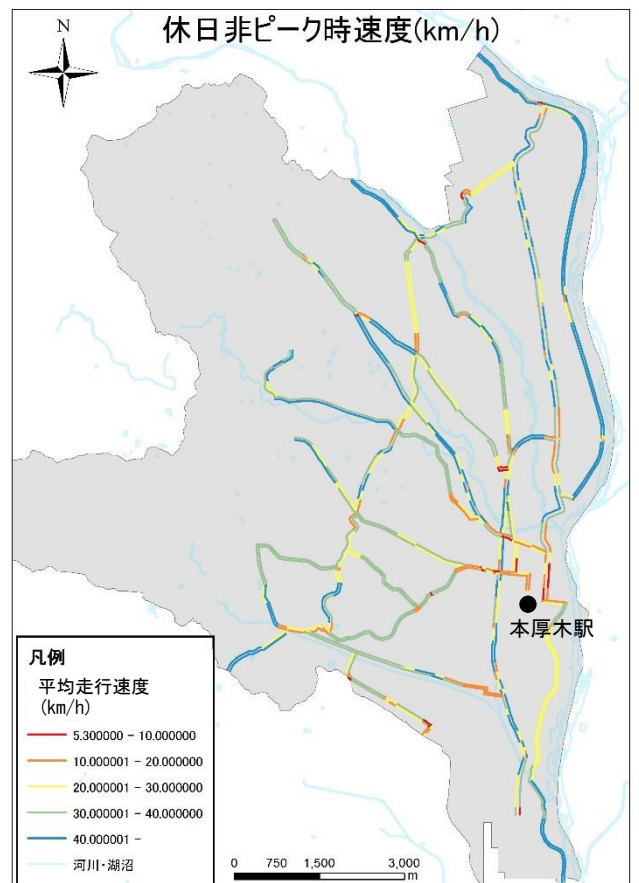 休日非ピーク時速度(km/h)
N
本厚木駅
凡例
平均走行速度
(km/h)
5.300000 - 10.000000
10.000001 - 20.000000
20.000001 - 30.000000
30.000001 - 40.000000
40.000001 -
河川・湖沼
0 750 1,500 3,000
m